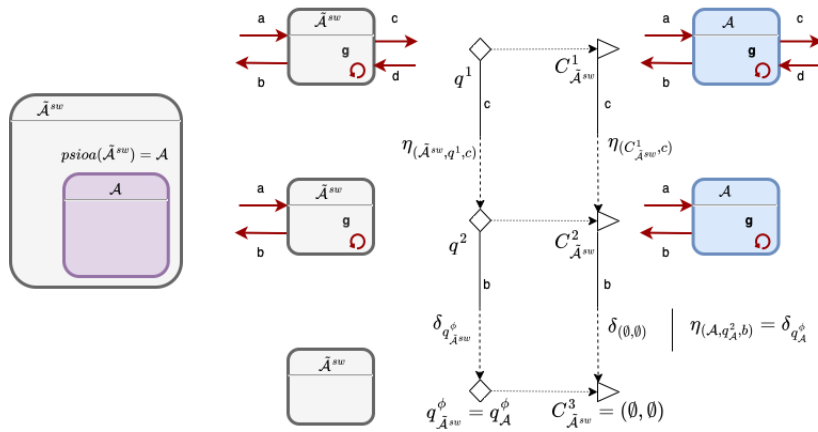 Ã^{sw}
psioa(Ã^{sw}) = A
A
a
Ã^{sw}
c
b
g
d
q^1
C^1_{Ã^{sw}}
a
A
c
b
g
d
c
c
η_{(Ã^{sw},q^1,c)}
η_{(C^1_{Ã^{sw}},c)}
a
Ã^{sw}
b
g
q^2
C^2_{Ã^{sw}}
a
A
b
g
b
b
δ_{q^ϕ_{Ã^{sw}}}
δ_{(∅,∅)}
η_{(A,q^2_A,b)} = δ_{q^ϕ_A}
Ã^{sw}
q^ϕ_{Ã^{sw}} = q^ϕ_A
C^3_{Ã^{sw}} = (∅,∅)